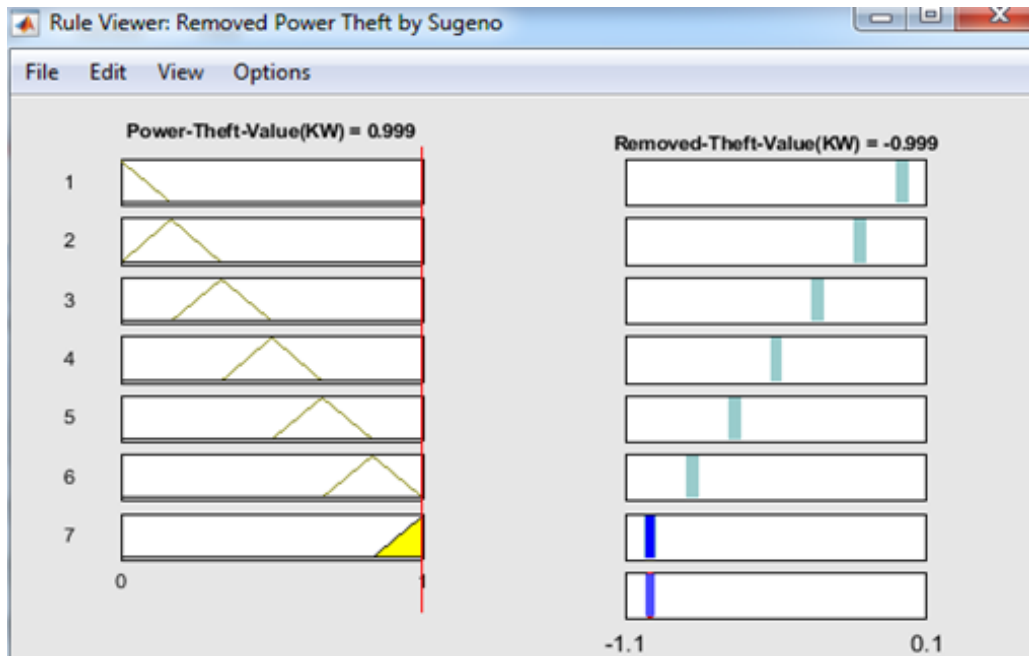 Rule Viewer: Removed Power Theft by Sugeno
File Edit View Options
Power-Theft-Value(KW) = 0.999
Removed-Theft-Value(KW) = -0.999
1
2
3
4
5
6
7
0 1
-1.1 0.1